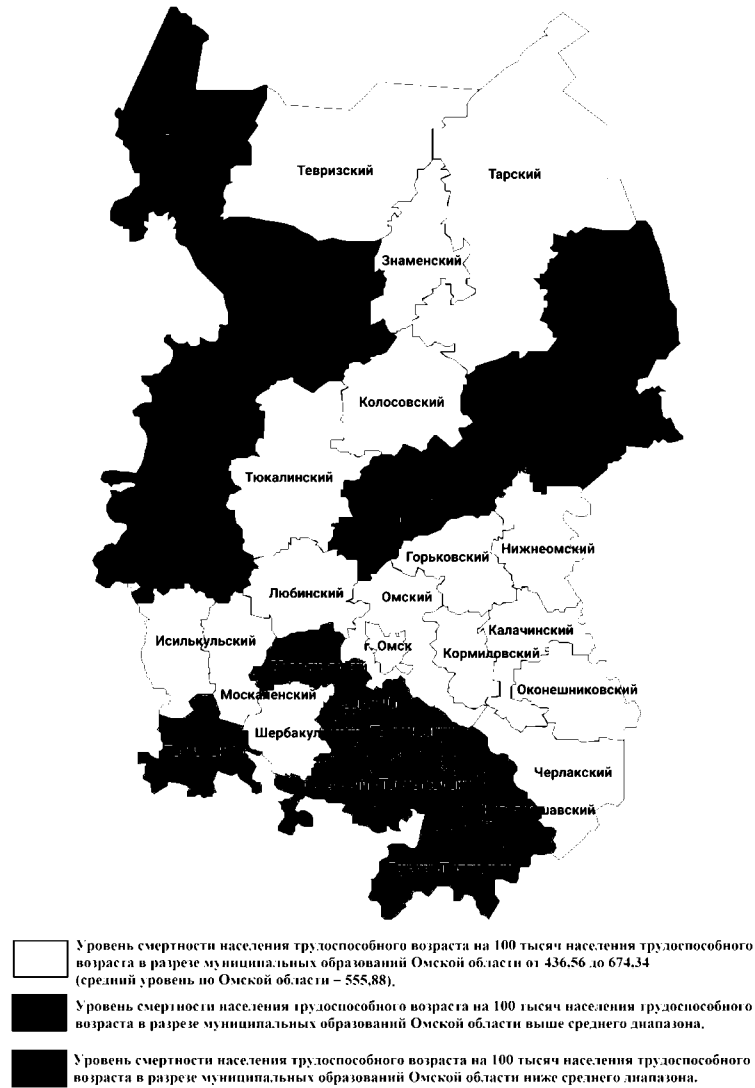 Тевризский
Тарский
Знаменский
Колосовский
Тюкалинский
Нижнеомский
Горьковский
Любинский
Омский
Калачинский
Исилькульский
г. Омск
Кормиловский
Оконешниковский
Москаленский
Шербакул
Черлакский
шавский
Уровень смертности населения трудоспособного возраста на 100 тысяч населения трудоспособного
возраста в разрезе муниципальных образований Омской области от 436,56 до 674,34
(средний уровень по Омской области – 555,88).
Уровень смертности населения трудоспособного возраста на 100 тысяч населения трудоспособного
возраста в разрезе муниципальных образований Омской области выше среднего диапазона.
Уровень смертности населения трудоспособного возраста на 100 тысяч населения трудоспособного
возраста в разрезе муниципальных образований Омской области ниже среднего диапазона.